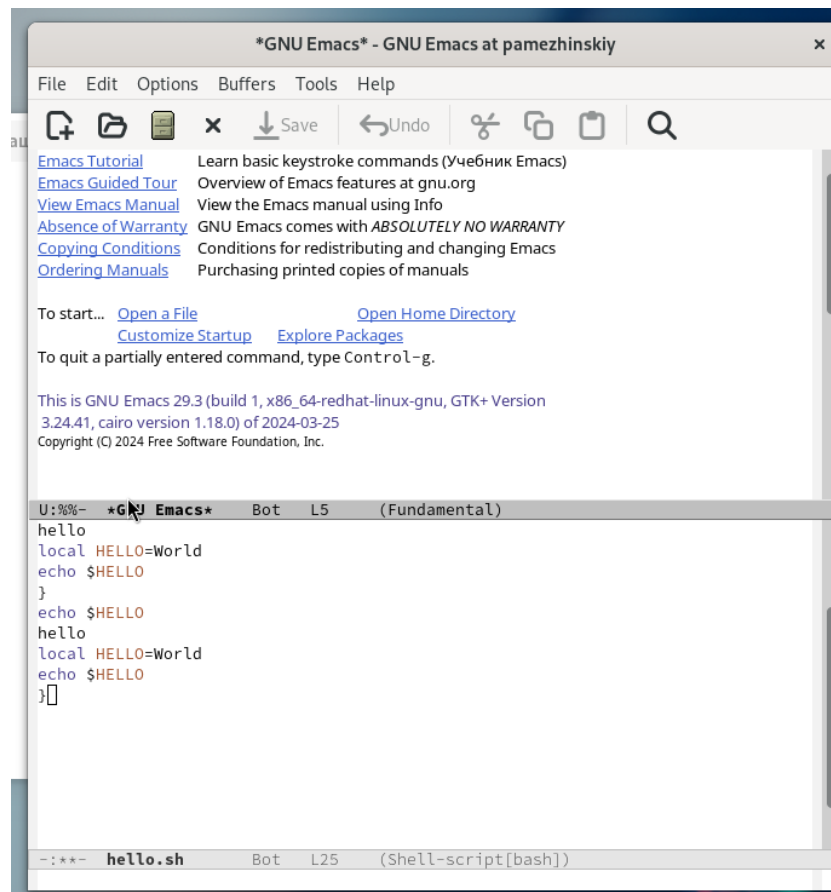 *GNU Emacs* - GNU Emacs at pamezhinskiy ×
File Edit Options Buffers Tools Help
Save Undo
Emacs Tutorial Learn basic keystroke commands (Учебник Emacs)
Emacs Guided Tour Overview of Emacs features at gnu.org
View Emacs Manual View the Emacs manual using Info
Absence of Warranty GNU Emacs comes with ABSOLUTELY NO WARRANTY
Copying Conditions Conditions for redistributing and changing Emacs
Ordering Manuals Purchasing printed copies of manuals
To start... Open a File Open Home Directory
Customize Startup Explore Packages
To quit a partially entered command, type Control-g.
This is GNU Emacs 29.3 (build 1, x86_64-redhat-linux-gnu, GTK+ Version
3.24.41, cairo version 1.18.0) of 2024-03-25
Copyright (C) 2024 Free Software Foundation, Inc.
U:%%- *GNU Emacs* Bot L5 (Fundamental)
hello
local HELLO=World
echo $HELLO
}
echo $HELLO
hello
local HELLO=World
echo $HELLO
}
-:**- hello.sh Bot L25 (Shell-script[bash])